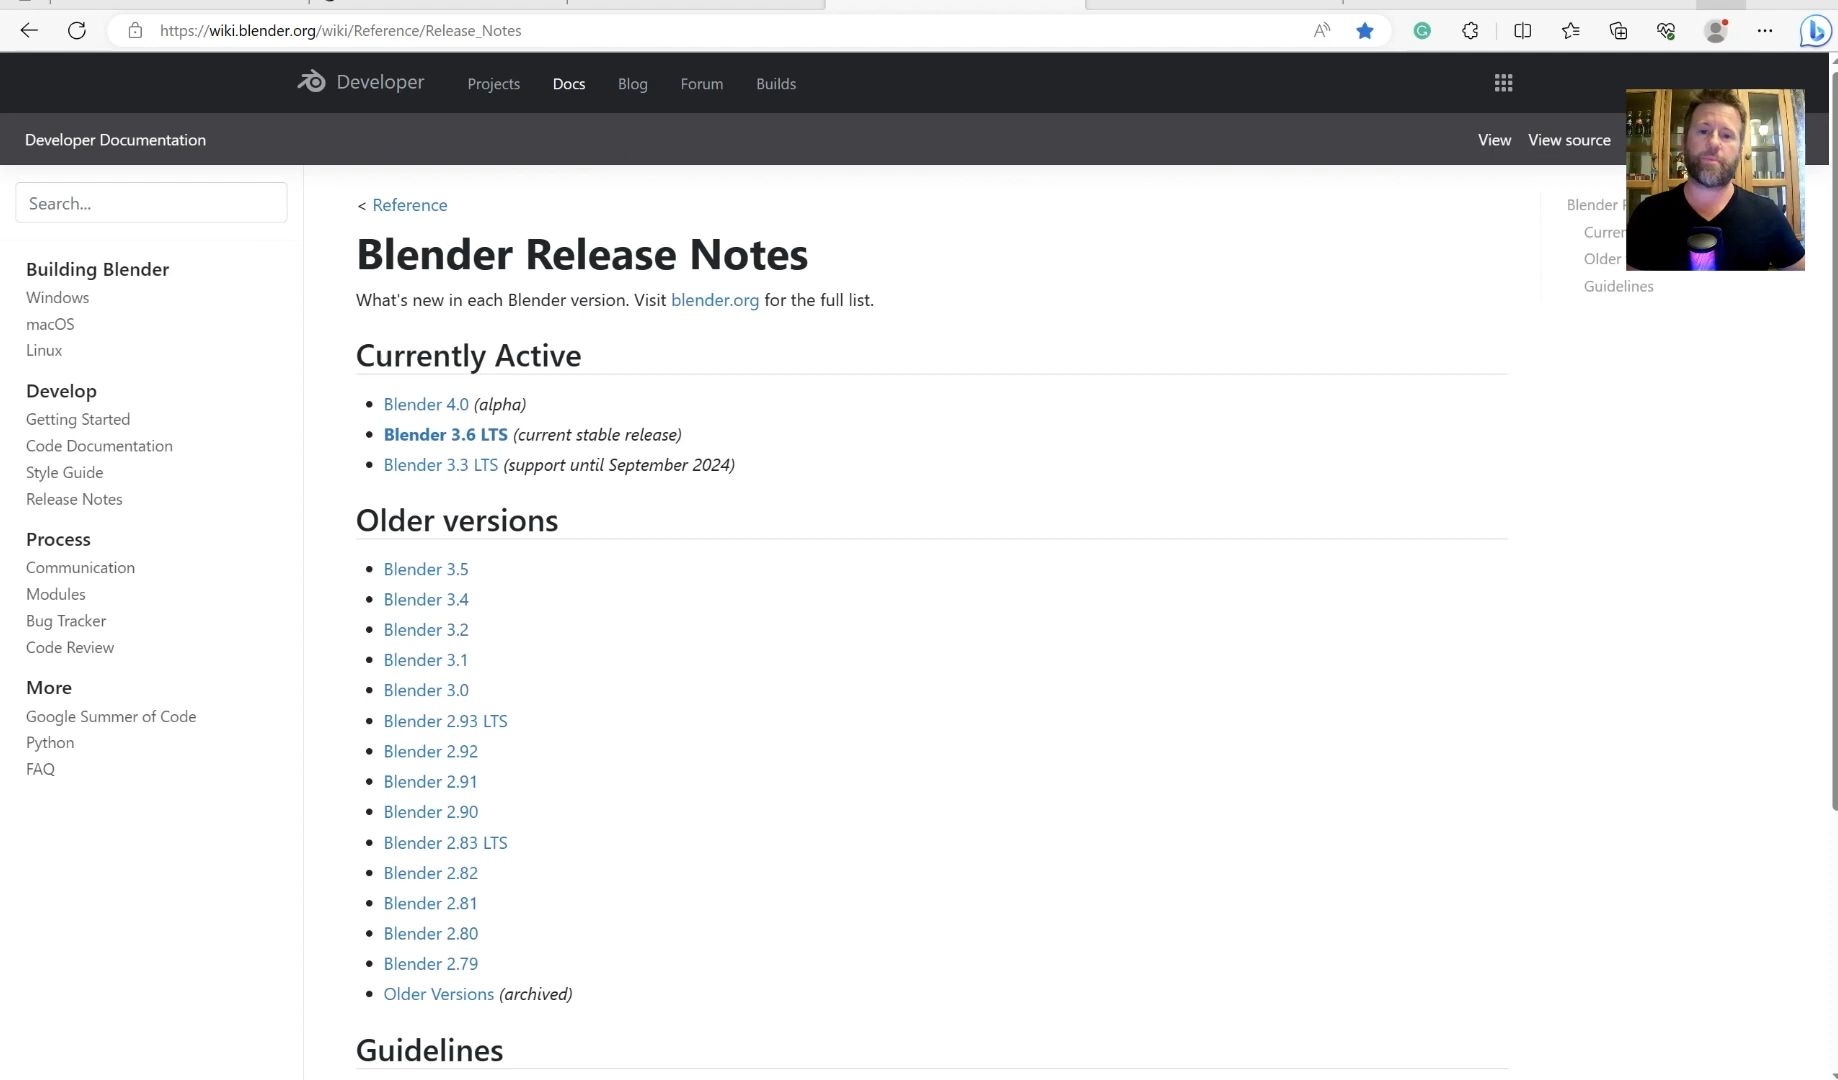 https://wiki.blender.org/wiki/Reference/Release_Notes
Developer
Projects
Docs
Blog
Forum
Builds
Developer Documentation
View
View source
Search...
Building Blender
Windows
macOS
Linux
Develop
Getting Started
Code Documentation
Style Guide
Release Notes
Process
Communication
Modules
Bug Tracker
Code Review
More
Google Summer of Code
Python
FAQ
< Reference
Blender Release Notes
What's new in each Blender version. Visit blender.org for the full list.
Currently Active
Blender 4.0 (alpha)
Blender 3.6 LTS (current stable release)
Blender 3.3 LTS (support until September 2024)
Older versions
Blender 3.5
Blender 3.4
Blender 3.2
Blender 3.1
Blender 3.0
Blender 2.93 LTS
Blender 2.92
Blender 2.91
Blender 2.90
Blender 2.83 LTS
Blender 2.82
Blender 2.81
Blender 2.80
Blender 2.79
Older Versions (archived)
Guidelines
Blender
Older
Guidelines